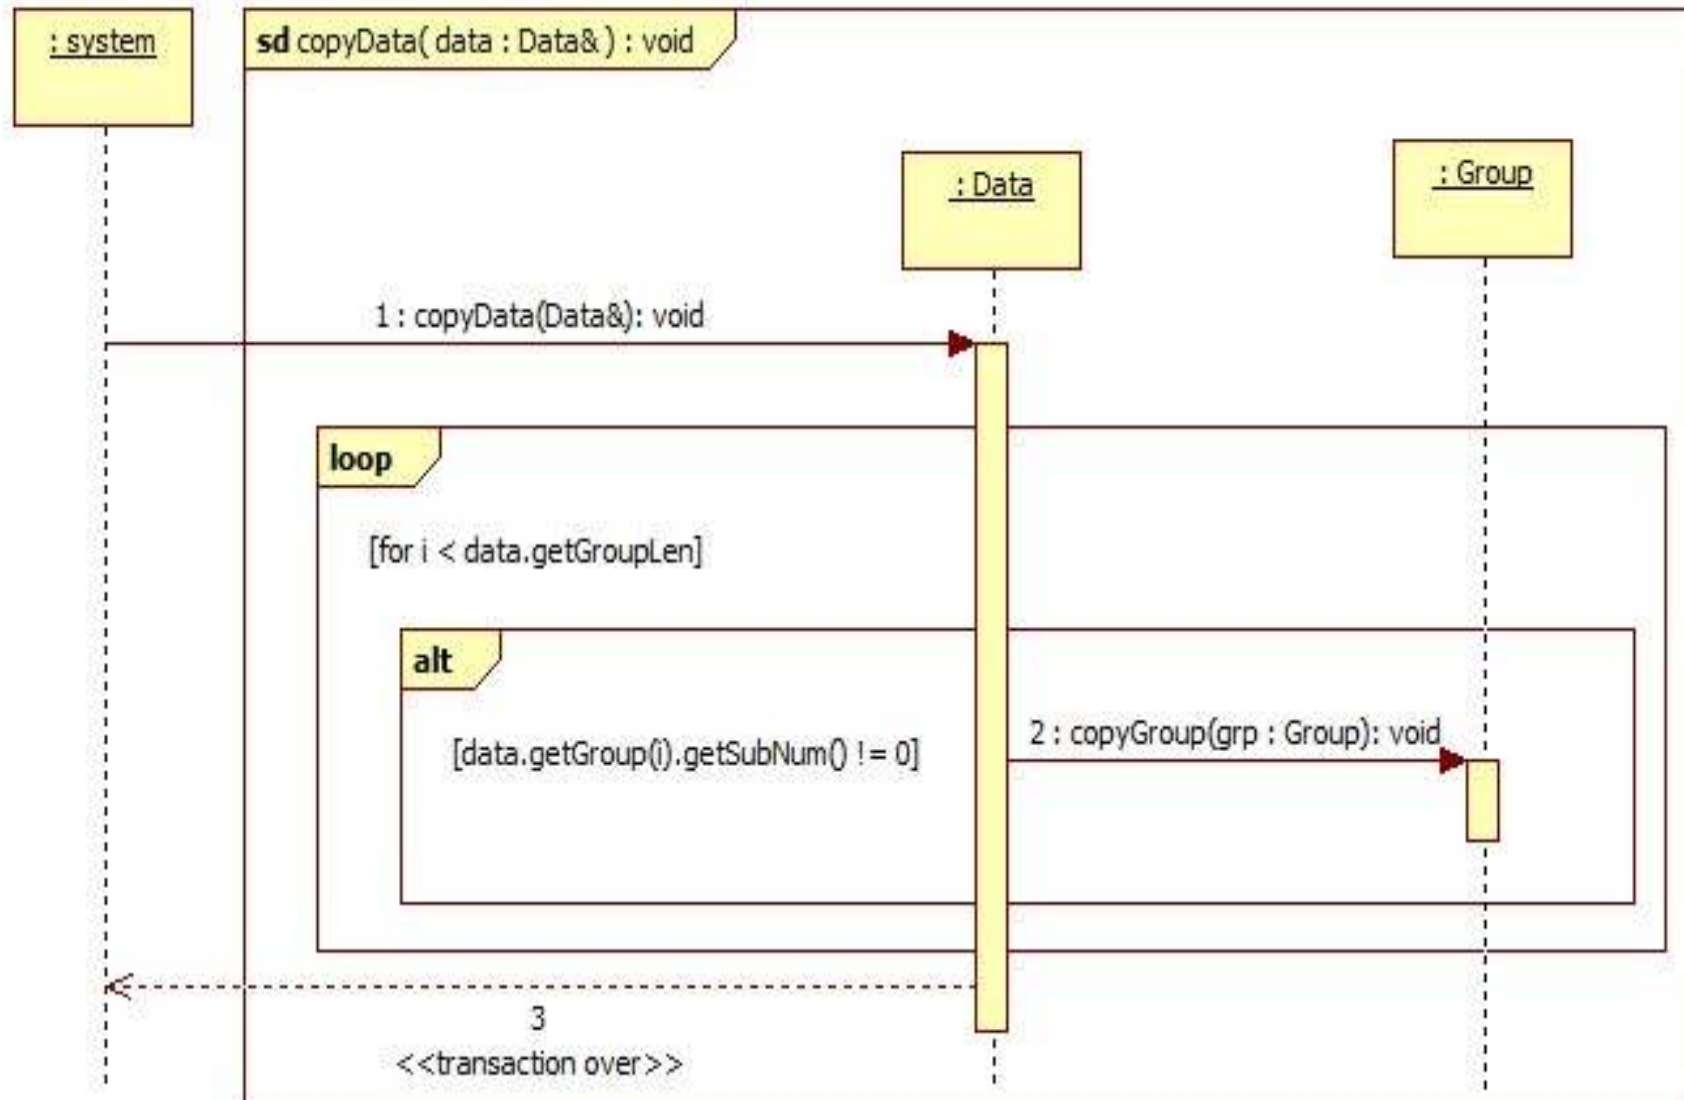 : system
sd copyData( data : Data& ) : void
: Data
: Group
1 : copyData(Data&): void
loop
[for i < data.getGroupLen]
alt
[data.getGroup(i).getSubNum() != 0]
2 : copyGroup(grp : Group): void
3
<<transaction over>>